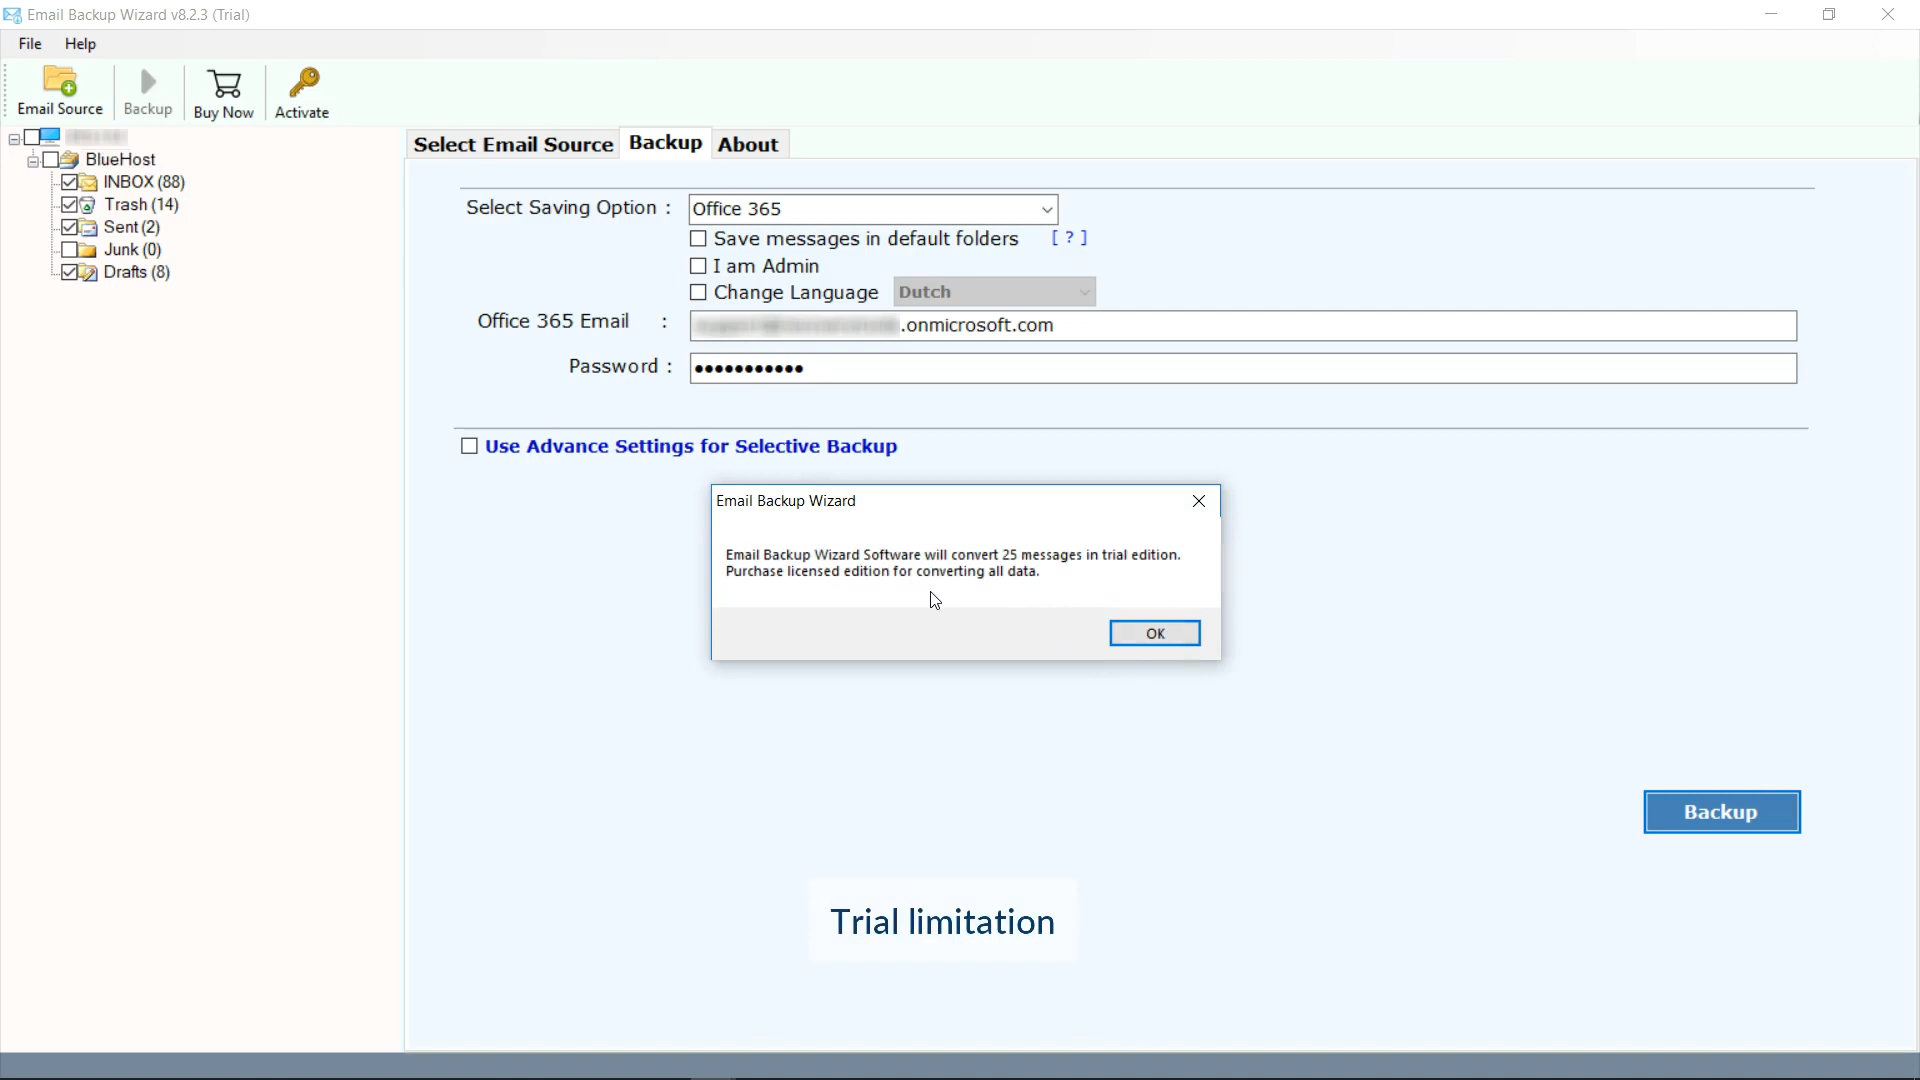 Email Backup Wizard v8.2.3 (Trial)
File Help
Email Source Backup Buy Now Activate
BlueHost
INBOX (88)
Trash (14)
Sent (2)
Junk (0)
Drafts (8)
Select Email Source Backup About
Select Saving Option : Office 365
Save messages in default folders [ ? ]
I am Admin
Change Language Dutch
Office 365 Email : .onmicrosoft.com
Password : ●●●●●●●●●●●
Use Advance Settings for Selective Backup
Email Backup Wizard
Email Backup Wizard Software will convert 25 messages in trial edition.
Purchase licensed edition for converting all data.
OK
Backup
Trial limitation